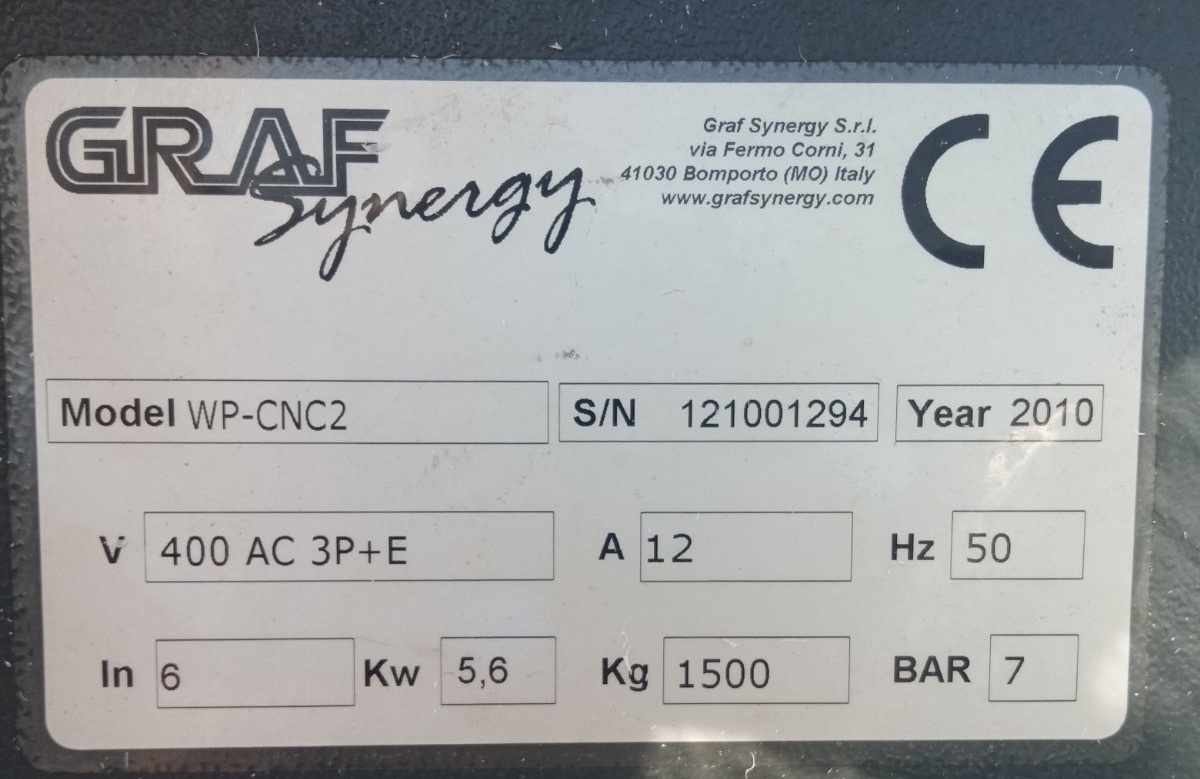 GRAF
Synergy
Graf Synergy S.r.l.
via Fermo Corni, 31
41030 Bomporto (MO) Italy
www.grafsynergy.com
CE
Model WP-CNC2 S/N 121001294 Year 2010
V 400 AC 3P+E A 12 Hz 50
In 6 Kw 5,6 Kg 1500 BAR 7